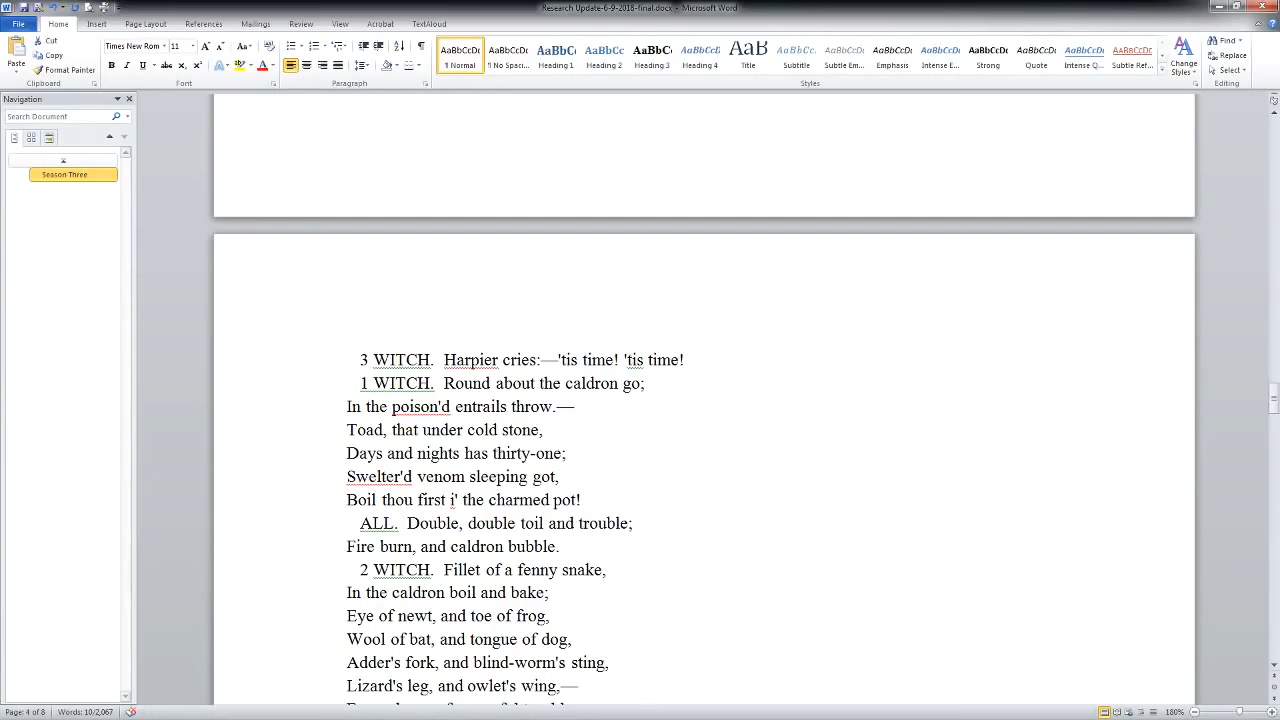 Research Update-6-9-2018-final.docx - Microsoft Word
File Home Insert Page Layout References Mailings Review View Acrobat TextAloud
Paste Cut Copy Format Painter Clipboard
Times New Rom 11 Font
Paragraph
AaBbCcDc ¶ Normal
AaBbCcDc ¶ No Spaci...
AaBbC Heading 1
AaBbCc Heading 2
AaBbCc Heading 3
AaBbCcD Heading 4
AaB Title
AaBbCcL Subtitle
AaBbCcDc Subtle Em...
AaBbCcDc Emphasis
AaBbCcDc Intense E...
AaBbCcDc Strong
AaBbCcDc Quote
AaBbCcDc Intense Q...
AaBbCcDc Subtle Ref...
Change Styles
Styles
Find
Replace
Select
Editing
Navigation
Search Document
Season Three
3 WITCH. Harpier cries:—'tis time! 'tis time!
1 WITCH. Round about the caldron go;
In the poison'd entrails throw.—
Toad, that under cold stone,
Days and nights has thirty-one;
Swelter'd venom sleeping got,
Boil thou first i' the charmed pot!
ALL. Double, double toil and trouble;
Fire burn, and caldron bubble.
2 WITCH. Fillet of a fenny snake,
In the caldron boil and bake;
Eye of newt, and toe of frog,
Wool of bat, and tongue of dog,
Adder's fork, and blind-worm's sting,
Lizard's leg, and owlet's wing,—
Page: 4 of 8 Words: 10/2,067 180%